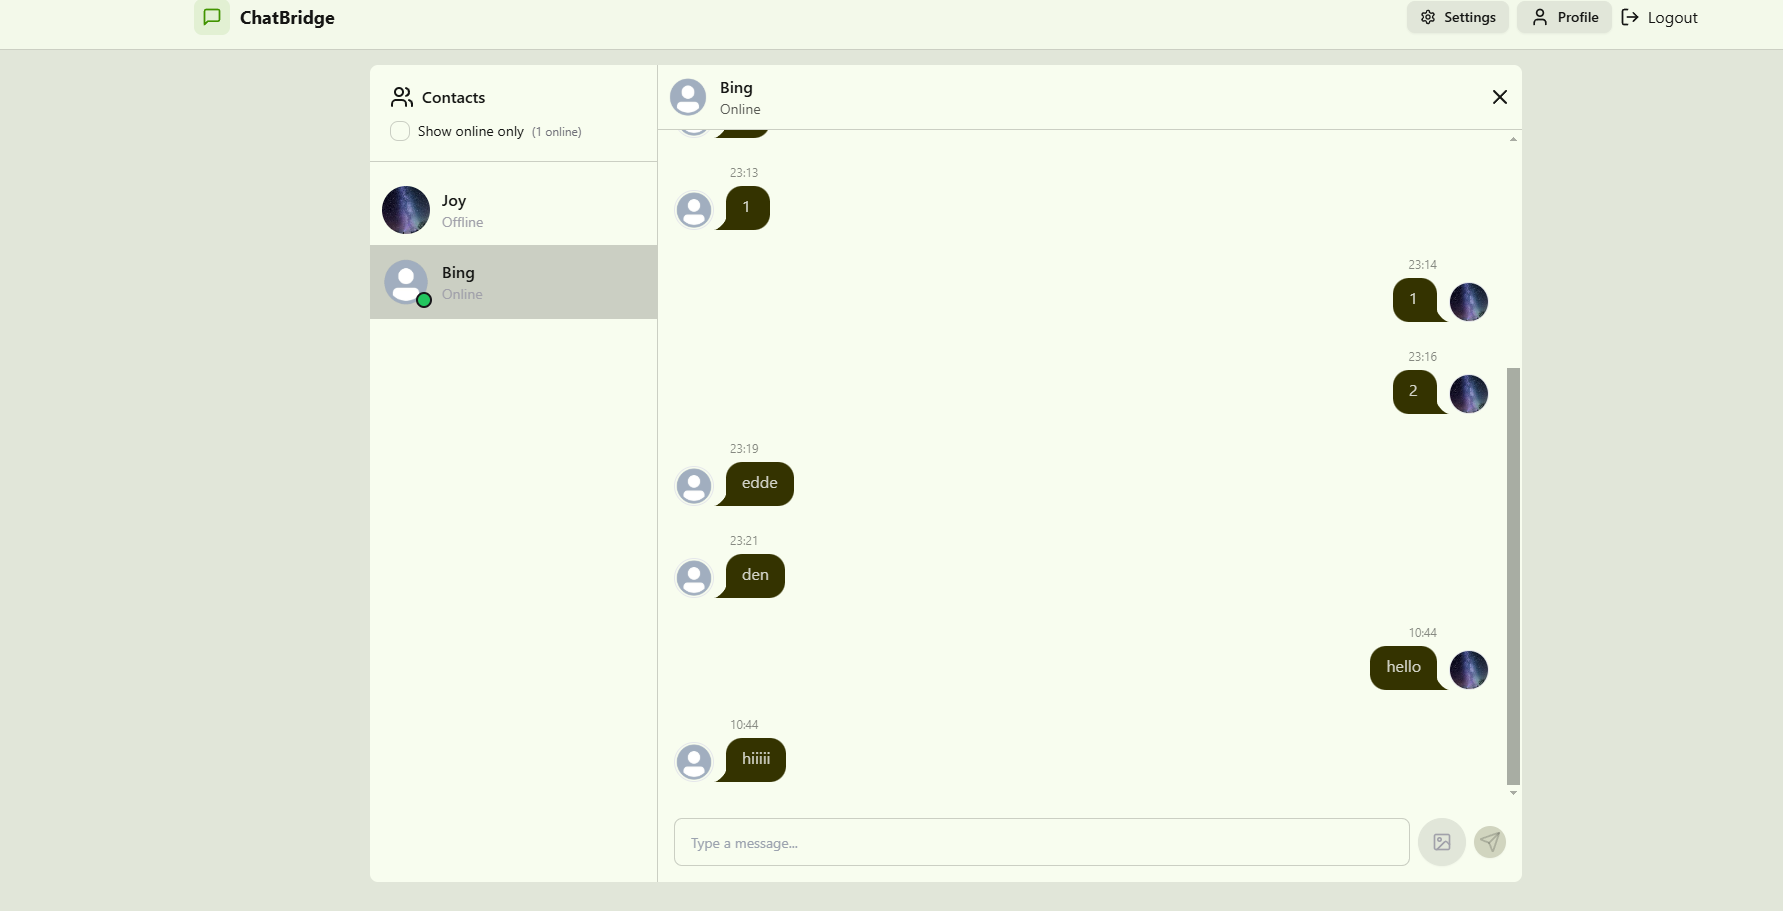 ChatBridge
Settings
Profile
Logout
Contacts
Show online only (1 online)
Joy
Offline
Bing
Online
Bing
Online
23:13
1
23:14
1
23:16
2
23:19
edde
23:21
den
10:44
hello
10:44
hiiiii
Type a message...